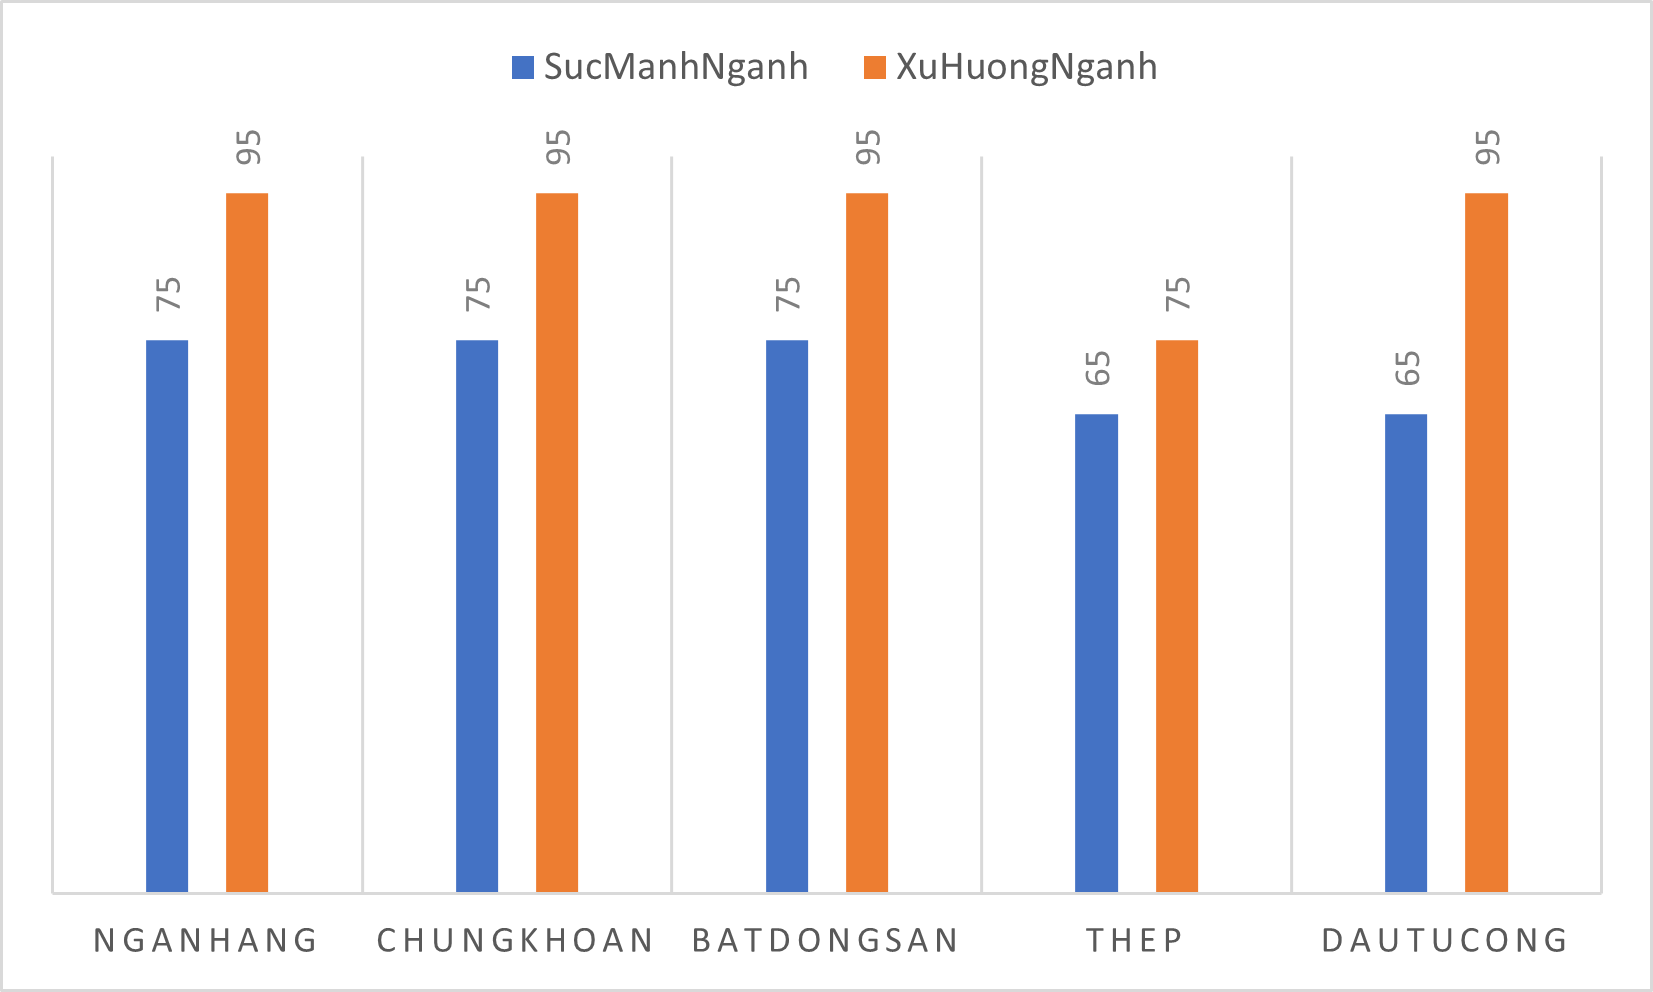 SucManhNganh XuHuongNganh
75 95 75 95 75 95 65 75 65 95
NGANHANG CHUNGKHOAN BATDONGSAN THEP DAUTUCONG